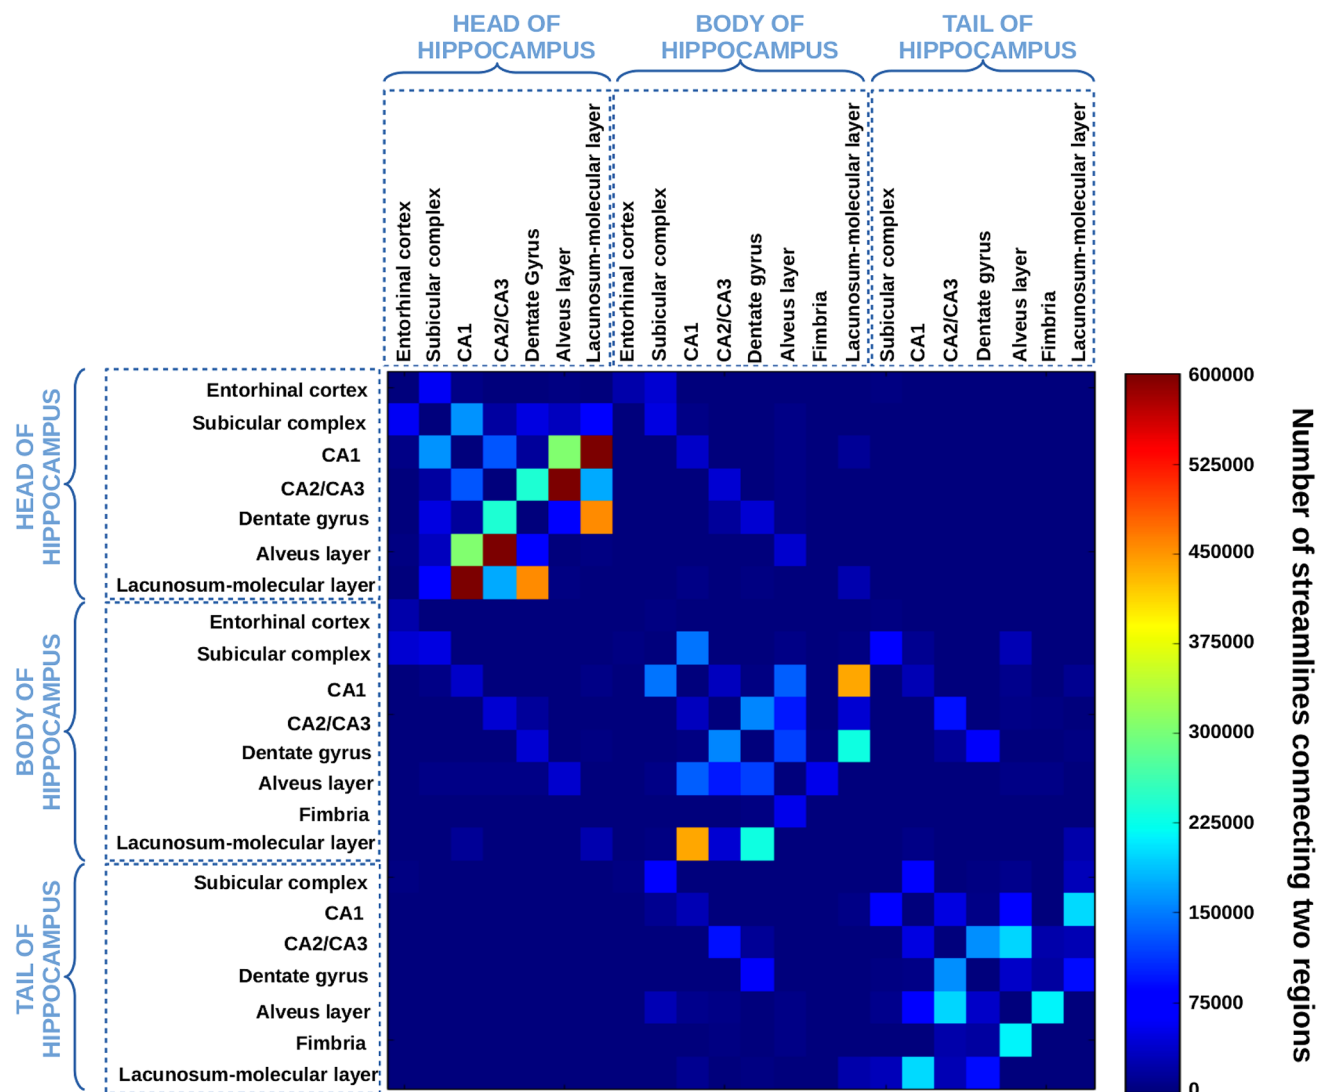 HEAD OF
HIPPOCAMPUS
BODY OF
HIPPOCAMPUS
TAIL OF
HIPPOCAMPUS
Entorhinal cortex
Subicular complex
CA1
CA2/CA3
Dentate Gyrus
Alveus layer
Lacunosum-molecular layer
Entorhinal cortex
Subicular complex
CA1
CA2/CA3
Dentate gyrus
Alveus layer
Fimbria
Lacunosum-molecular layer
Subicular complex
CA1
CA2/CA3
Dentate gyrus
Alveus layer
Fimbria
Lacunosum-molecular layer
HEAD OF
HIPPOCAMPUS
Entorhinal cortex
Subicular complex
CA1
CA2/CA3
Dentate gyrus
Alveus layer
Lacunosum-molecular layer
BODY OF
HIPPOCAMPUS
Entorhinal cortex
Subicular complex
CA1
CA2/CA3
Dentate gyrus
Alveus layer
Fimbria
Lacunosum-molecular layer
TAIL OF
HIPPOCAMPUS
Subicular complex
CA1
CA2/CA3
Dentate gyrus
Alveus layer
Fimbria
Lacunosum-molecular layer
600000
525000
450000
375000
300000
225000
150000
75000
0
Number of streamlines connecting two regions